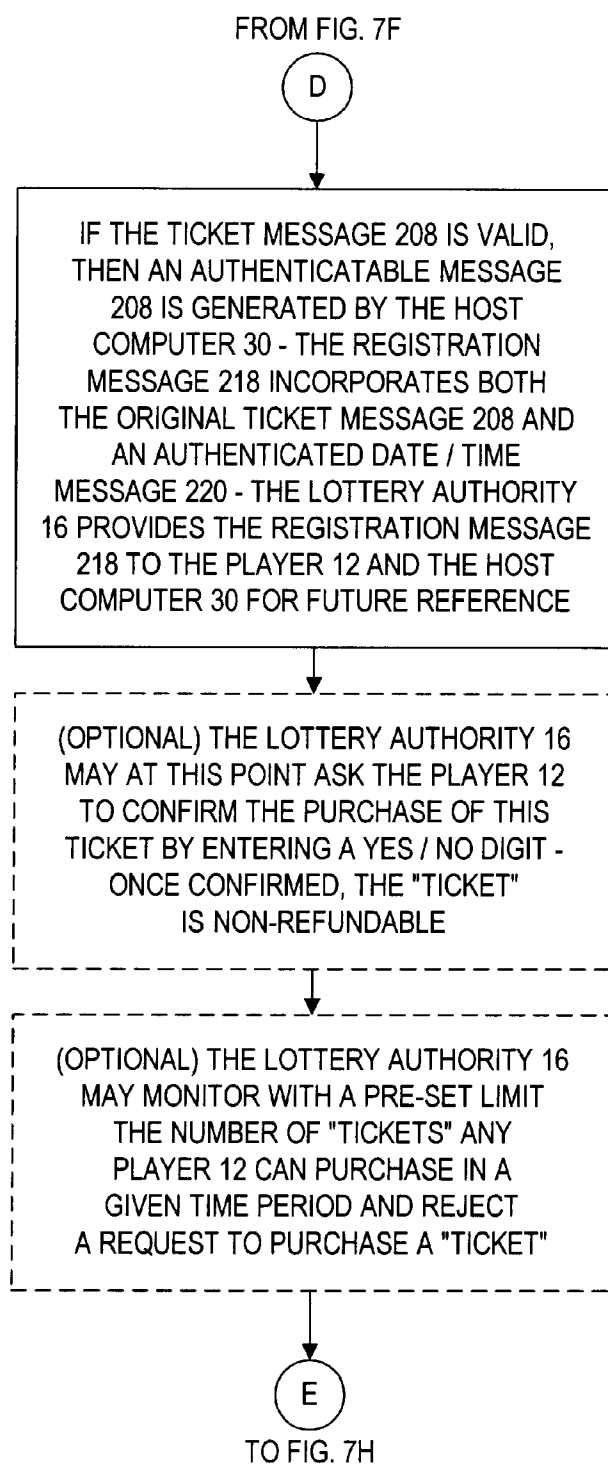 FROM FIG. 7F
D
IF THE TICKET MESSAGE 208 IS VALID,
THEN AN AUTHENTICATABLE MESSAGE
208 IS GENERATED BY THE HOST
COMPUTER 30 - THE REGISTRATION
MESSAGE 218 INCORPORATES BOTH
THE ORIGINAL TICKET MESSAGE 208 AND
AN AUTHENTICATED DATE / TIME
MESSAGE 220 - THE LOTTERY AUTHORITY
16 PROVIDES THE REGISTRATION MESSAGE
218 TO THE PLAYER 12 AND THE HOST
COMPUTER 30 FOR FUTURE REFERENCE
(OPTIONAL) THE LOTTERY AUTHORITY 16
MAY AT THIS POINT ASK THE PLAYER 12
TO CONFIRM THE PURCHASE OF THIS
TICKET BY ENTERING A YES / NO DIGIT -
ONCE CONFIRMED, THE "TICKET"
IS NON-REFUNDABLE
(OPTIONAL) THE LOTTERY AUTHORITY 16
MAY MONITOR WITH A PRE-SET LIMIT
THE NUMBER OF "TICKETS" ANY
PLAYER 12 CAN PURCHASE IN A
GIVEN TIME PERIOD AND REJECT
A REQUEST TO PURCHASE A "TICKET"
E
TO FIG. 7H